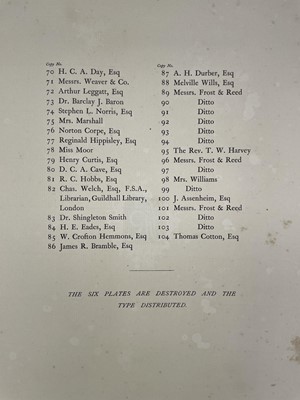 Copy No.
70 H. C. A. Day, Esq
71 Messrs. Weaver & Co.
72 Arthur Leggatt, Esq
73 Dr. Barclay J. Baron
74 Stephen L. Norris, Esq
75 Mrs. Marshall
76 Norton Corpe, Esq
77 Reginald Hippisley, Esq
78 Miss Moor
79 Henry Curtis, Esq
80 D. C. A. Cave, Esq
81 R. C. Hobbs, Esq
82 Chas. Welch, Esq, F.S.A.,
Librarian, Guildhall Library,
London
83 Dr. Shingleton Smith
84 H. E. Eades, Esq
85 W. Crofton Hemmons, Esq
86 James R. Bramble, Esq
Copy No.
87 A. H. Durber, Esq
88 Melville Wills, Esq
89 Messrs. Frost & Reed
90 Ditto
91 Ditto
92 Ditto
93 Ditto
94 Ditto
95 The Rev. T. W. Harvey
96 Messrs. Frost & Reed
97 Ditto
98 Mrs. Williams
99 Ditto
100 J. Assenheim, Esq
101 Messrs. Frost & Reed
102 Ditto
103 Ditto
104 Thomas Cotton, Esq
THE SIX PLATES ARE DESTROYED AND THE
TYPE DISTRIBUTED.